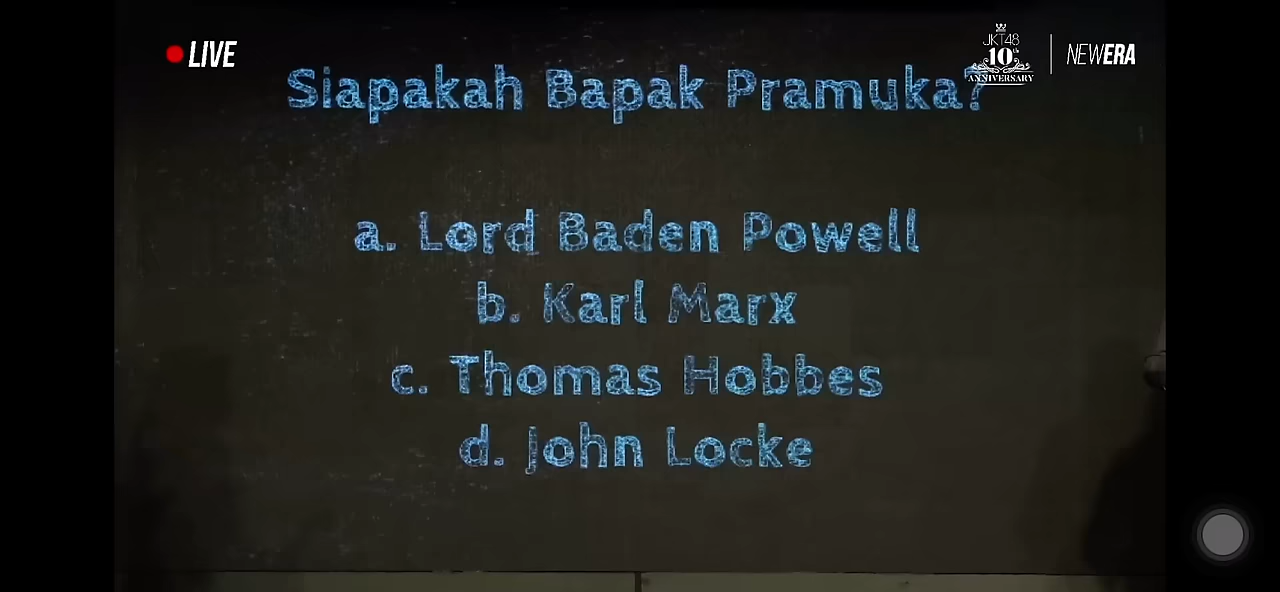 LIVE
JKT48
10th
ANNIVERSARY
NEWERA
Siapakah Bapak Pramuka?
a. Lord Baden Powell
b. Karl Marx
c. Thomas Hobbes
d. John Locke